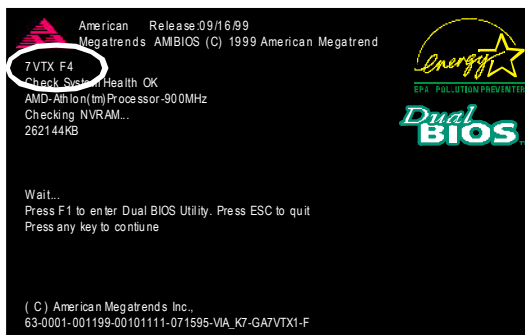 American Release:09/16/99
Megatrends AMIBIOS (C) 1999 American Megatrend
7VTX F4
Check System Health OK
AMD-Athlon(tm)Processor-900MHz
Checking NVRAM...
262144KB
energy
EPA POLLUTION PREVENTER
Dual
BIOS
TM
Wait...
Press F1 to enter Dual BIOS Utility. Press ESC to quit
Press any key to contiune
( C) American Megatrends Inc.,
63-0001-001199-00101111-071595-VIA_K7-GA7VTX1-F